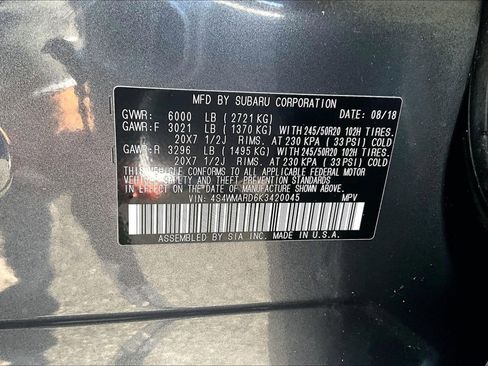 MFD BY SUBARU CORPORATION DATE: 08/18
GVWR: 6000 LB (2721 KG)
GAWR:F 3021 LB (1370 KG) WITH 245/50R20 102H TIRES.
20X7 1/2J RIMS. AT 230 KPA (33 PSI) COLD
GAWR:R 3296 LB (1495 KG) WITH 245/50R20 102H TIRES.
20X7 1/2J RIMS. AT 230 KPA (33 PSI) COLD
THIS VEHICLE CONFORMS TO ALL APPLICABLE FEDERAL MOTOR
VEHICLE SAFETY AND THEFT PREVENTION STANDARDS IN
EFFECT ON THE DATE OF MANUFACTURE SHOWN ABOVE.
VIN: 4S4WMARD6K3420045 MPV
ASSEMBLED BY SIA INC. MADE IN U.S.A.